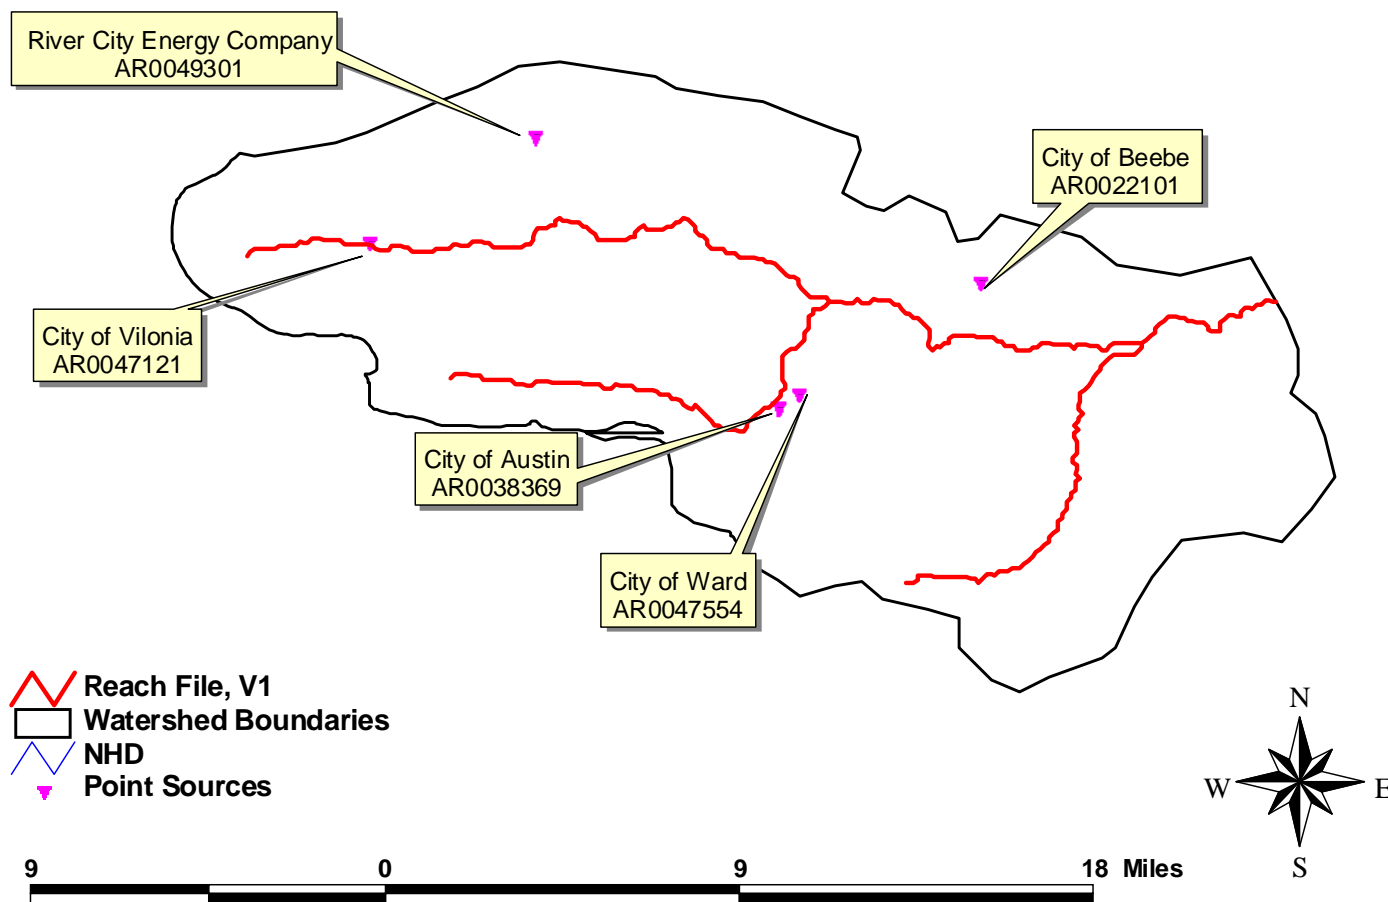 River City Energy Company
AR0049301
City of Beebe
AR0022101
City of Vilonia
AR0047121
City of Austin
AR0038369
City of Ward
AR0047554
Reach File, V1
Watershed Boundaries
NHD
Point Sources
N
W
E
S
9 0 9 18 Miles